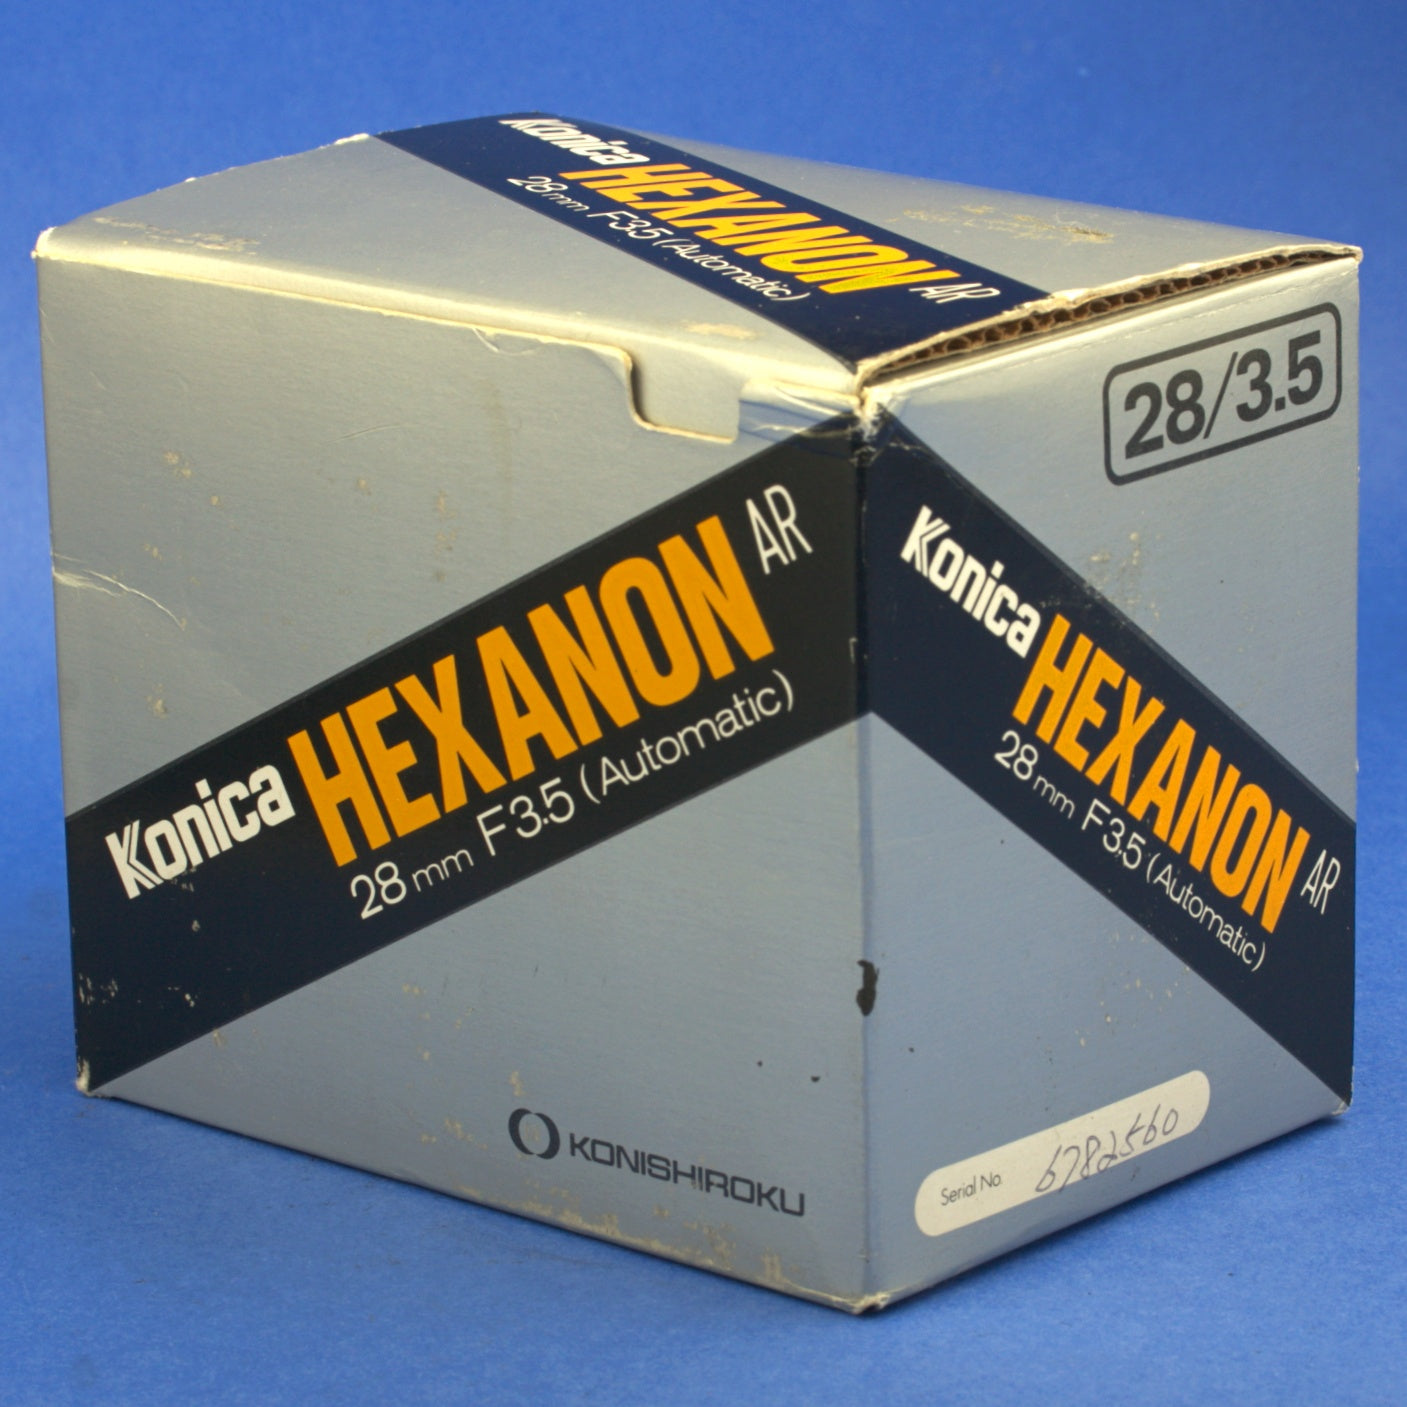 Konica HEXANON AR
28mm F3.5 (Automatic)
28/3.5
Konica HEXANON AR
28mm F3.5 (Automatic)
KONISHIROKU
Konica HEXANON AR
28mm F3.5 (Automatic)
Serial No. 6782560